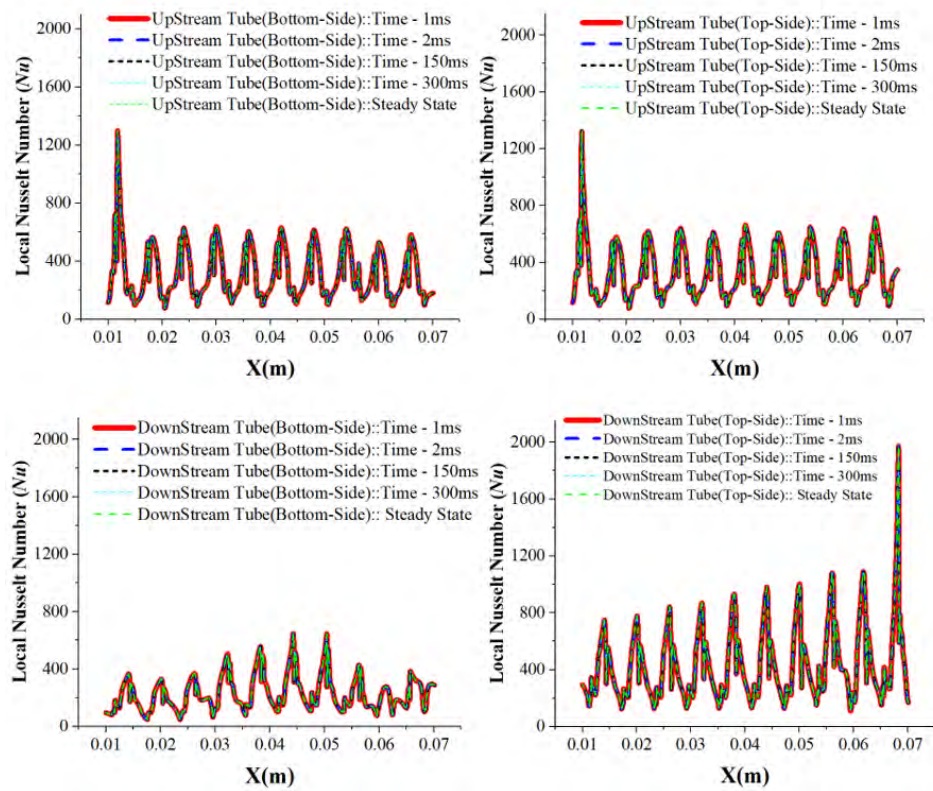 UpStream Tube(Bottom-Side)::Time - 1ms
UpStream Tube(Bottom-Side)::Time - 2ms
UpStream Tube(Bottom-Side)::Time - 150ms
UpStream Tube(Bottom-Side)::Time - 300ms
UpStream Tube(Bottom-Side)::Steady State
Local Nusselt Number (Nu)
2000
1600
1200
800
400
0
0.01 0.02 0.03 0.04 0.05 0.06 0.07
X(m)
UpStream Tube(Top-Side)::Time - 1ms
UpStream Tube(Top-Side)::Time - 2ms
UpStream Tube(Top-Side)::Time - 150ms
UpStream Tube(Top-Side)::Time - 300ms
UpStream Tube(Top-Side)::Steady State
Local Nusselt Number (Nu)
2000
1600
1200
800
400
0
0.01 0.02 0.03 0.04 0.05 0.06 0.07
X(m)
DownStream Tube(Bottom-Side)::Time - 1ms
DownStream Tube(Bottom-Side)::Time - 2ms
DownStream Tube(Bottom-Side)::Time - 150ms
DownStream Tube(Bottom-Side)::Time - 300ms
DownStream Tube(Bottom-Side):: Steady State
Local Nusselt Number (Nu)
2000
1600
1200
800
400
0
0.01 0.02 0.03 0.04 0.05 0.06 0.07
X(m)
DownStream Tube(Top-Side)::Time - 1ms
DownStream Tube(Top-Side)::Time - 2ms
DownStream Tube(Top-Side)::Time - 150ms
DownStream Tube(Top-Side)::Time - 300ms
DownStream Tube(Top-Side):: Steady State
Local Nusselt Number (Nu)
2000
1600
1200
800
400
0
0.01 0.02 0.03 0.04 0.05 0.06 0.07
X(m)